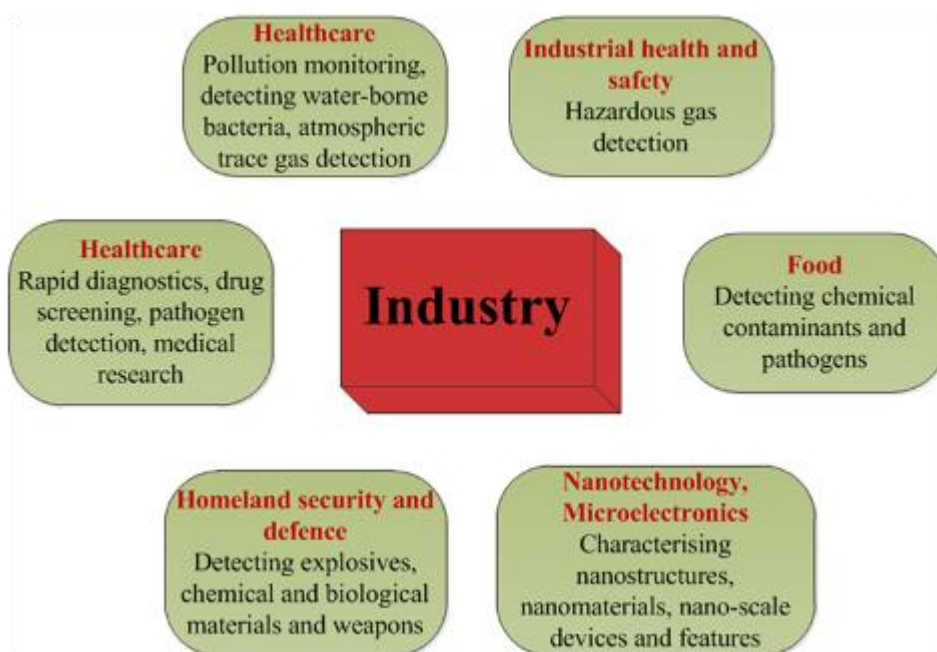 Healthcare
Pollution monitoring,
detecting water-borne
bacteria, atmospheric
trace gas detection
Industrial health and
safety
Hazardous gas
detection
Healthcare
Rapid diagnostics, drug
screening, pathogen
detection, medical
research
Industry
Food
Detecting chemical
contaminants and
pathogens
Homeland security and
defence
Detecting explosives,
chemical and biological
materials and weapons
Nanotechnology,
Microelectronics
Characterising
nanostructures,
nanomaterials, nano-scale
devices and features